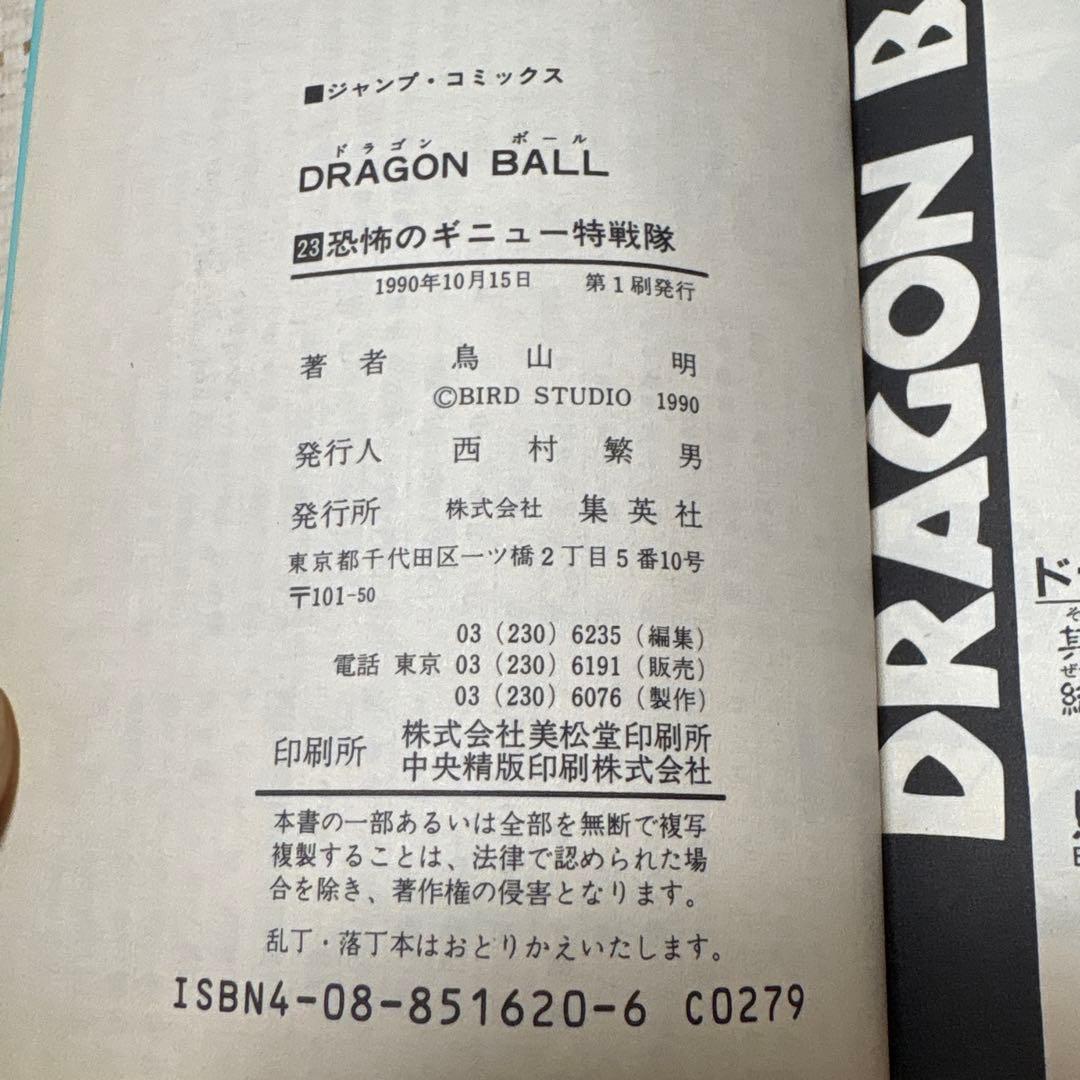 ■ジャンプ・コミックス
ドラゴン ボール
DRAGON BALL
23恐怖のギニュー特戦隊
1990年10月15日 第1刷発行
著者 鳥山 明
©BIRD STUDIO 1990
発行人 西村繁男
発行所 株式会社 集英社
東京都千代田区一ツ橋2丁目5番10号
〒101-50
03(230)6235(編集)
電話 東京 03(230)6191(販売)
03(230)6076(製作)
印刷所 株式会社美松堂印刷所
中央精版印刷株式会社
本書の一部あるいは全部を無断で複写
複製することは、法律で認められた場
合を除き、著作権の侵害となります。
乱丁・落丁本はおとりかえいたします。
ISBN4-08-851620-6 C0279
DRAGON B